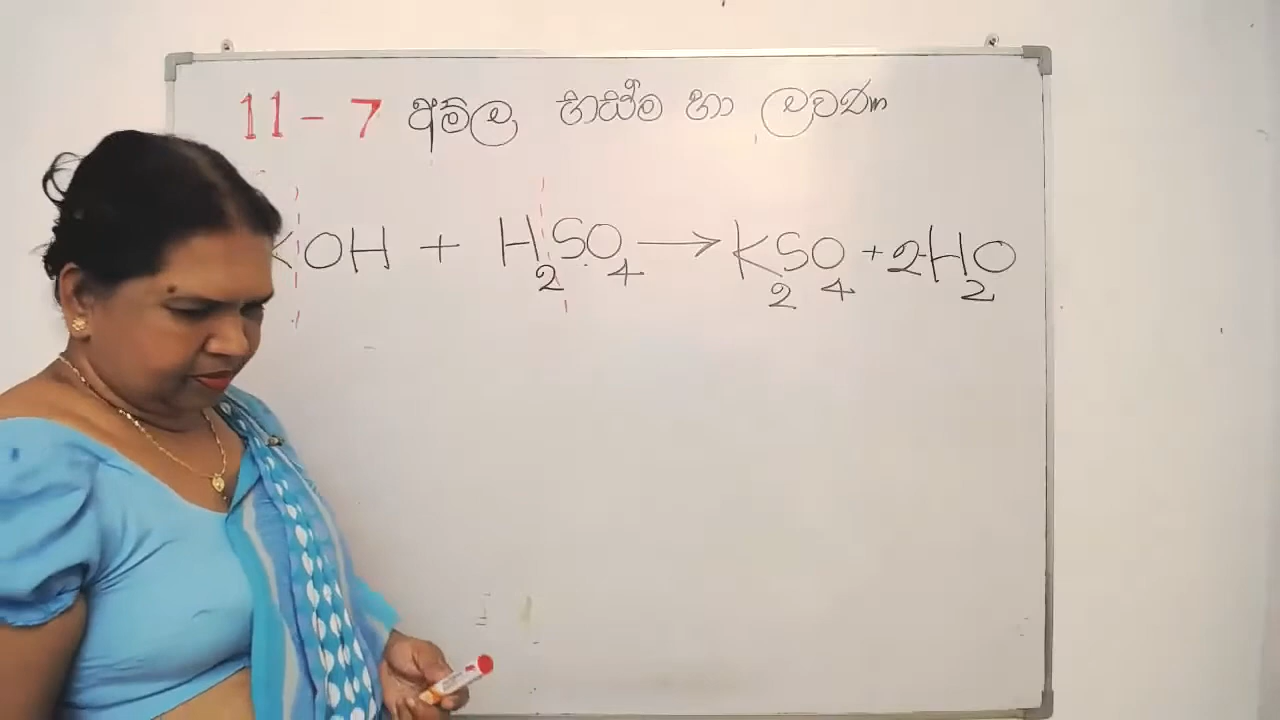 11 - 7 අම්ල භස්ම හා ලවණ
KOH + H₂SO₄ → K₂SO₄ + 2H₂O